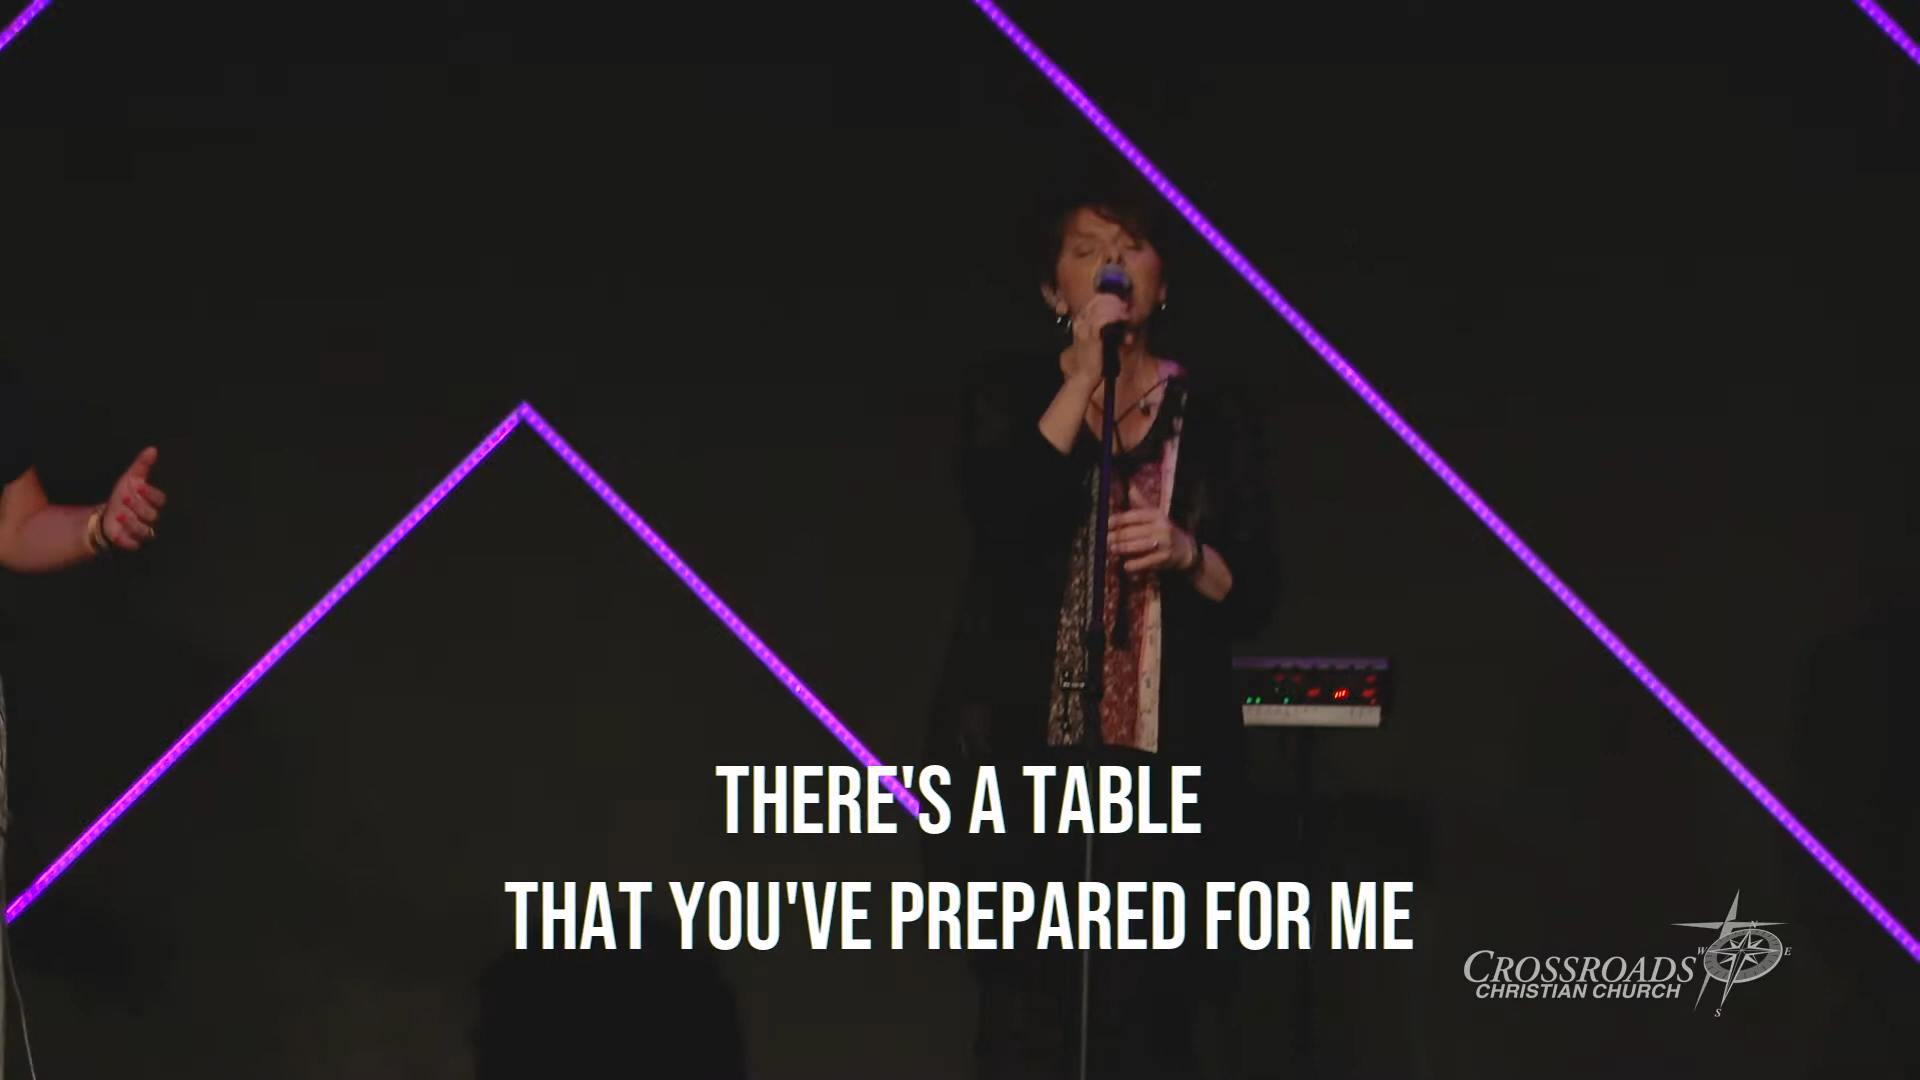 THERE'S A TABLE
THAT YOU'VE PREPARED FOR ME
N
W E
CROSSROADS
CHRISTIAN CHURCH
S